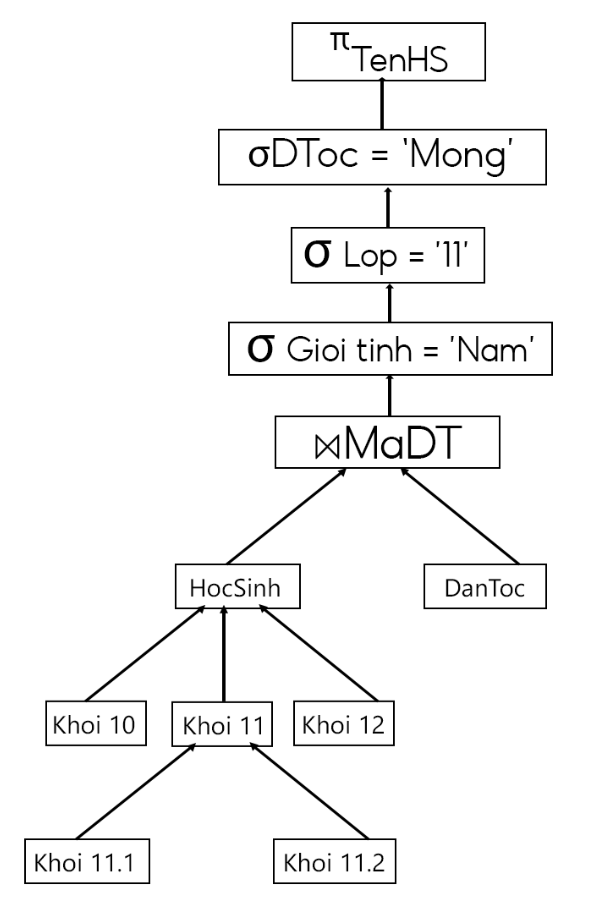 π TenHS
σDToc = 'Mong'
σ Lop = '11'
σ Gioi tinh = 'Nam'
⋈MaDT
HocSinh
DanToc
Khoi 10
Khoi 11
Khoi 12
Khoi 11.1
Khoi 11.2